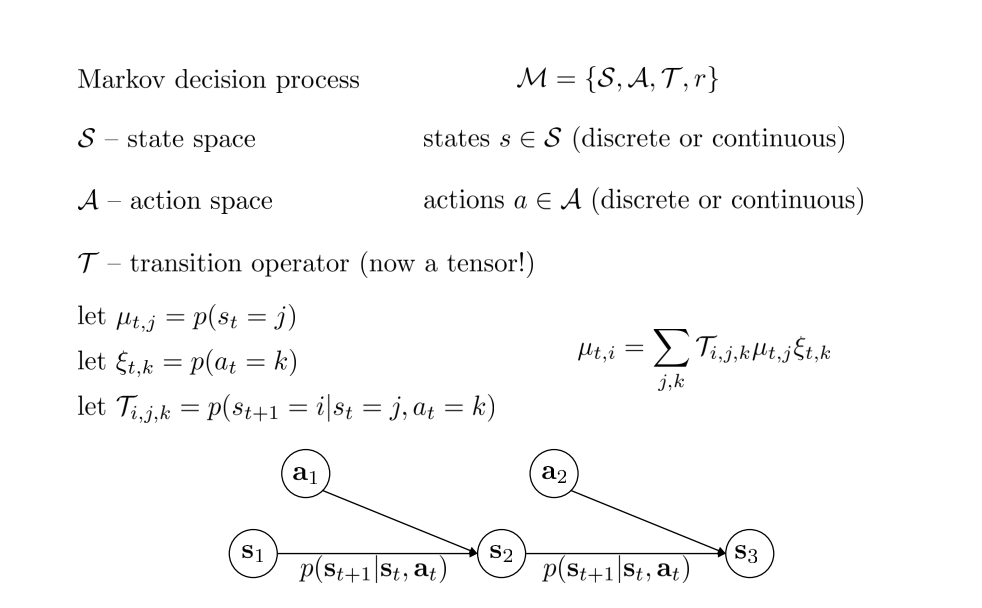 Markov decision process $\mathcal{M} = \{\mathcal{S}, \mathcal{A}, \mathcal{T}, r\}$
$\mathcal{S}$ – state space states $s \in \mathcal{S}$ (discrete or continuous)
$\mathcal{A}$ – action space actions $a \in \mathcal{A}$ (discrete or continuous)
$\mathcal{T}$ – transition operator (now a tensor!)
let $\mu_{t,j} = p(s_t = j)$
let $\xi_{t,k} = p(a_t = k)$
let $\mathcal{T}_{i,j,k} = p(s_{t+1} = i | s_t = j, a_t = k)$
$\mu_{t,i} = \sum_{j,k} \mathcal{T}_{i,j,k} \mu_{t,j} \xi_{t,k}$
$\mathbf{a}_1$ $\mathbf{a}_2$
$\mathbf{s}_1$ $\mathbf{s}_2$ $\mathbf{s}_3$
$p(\mathbf{s}_{t+1} | \mathbf{s}_t, \mathbf{a}_t)$ $p(\mathbf{s}_{t+1} | \mathbf{s}_t, \mathbf{a}_t)$